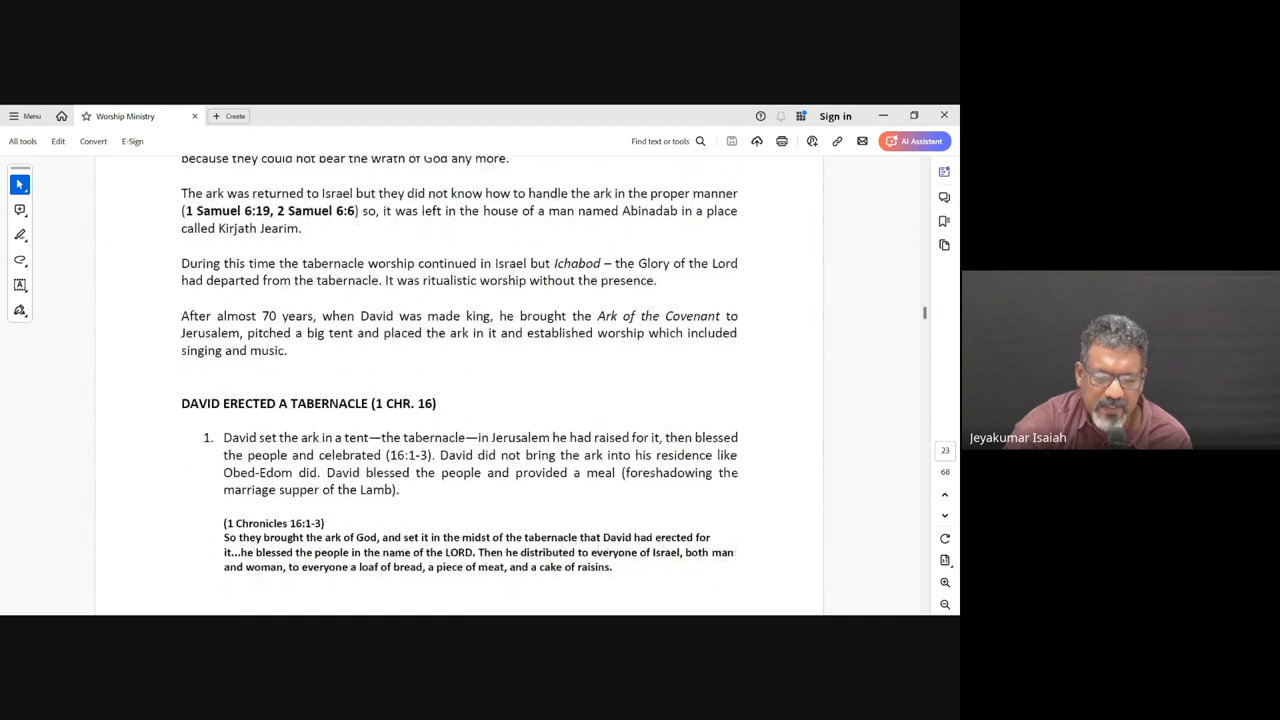 Menu
Worship Ministry
Create
Sign in
All tools
Edit
Convert
E-Sign
Find text or tools
AI Assistant
because they could not bear the wrath of God any more.
The ark was returned to Israel but they did not know how to handle the ark in the proper manner
(1 Samuel 6:19, 2 Samuel 6:6) so, it was left in the house of a man named Abinadab in a place
called Kirjath Jearim.
During this time the tabernacle worship continued in Israel but Ichabod – the Glory of the Lord
had departed from the tabernacle. It was ritualistic worship without the presence.
After almost 70 years, when David was made king, he brought the Ark of the Covenant to
Jerusalem, pitched a big tent and placed the ark in it and established worship which included
singing and music.
DAVID ERECTED A TABERNACLE (1 CHR. 16)
1. David set the ark in a tent—the tabernacle—in Jerusalem he had raised for it, then blessed
the people and celebrated (16:1-3). David did not bring the ark into his residence like
Obed-Edom did. David blessed the people and provided a meal (foreshadowing the
marriage supper of the Lamb).
(1 Chronicles 16:1-3)
So they brought the ark of God, and set it in the midst of the tabernacle that David had erected for
it...he blessed the people in the name of the LORD. Then he distributed to everyone of Israel, both man
and woman, to everyone a loaf of bread, a piece of meat, and a cake of raisins.
23
68
Jeyakumar Isaiah